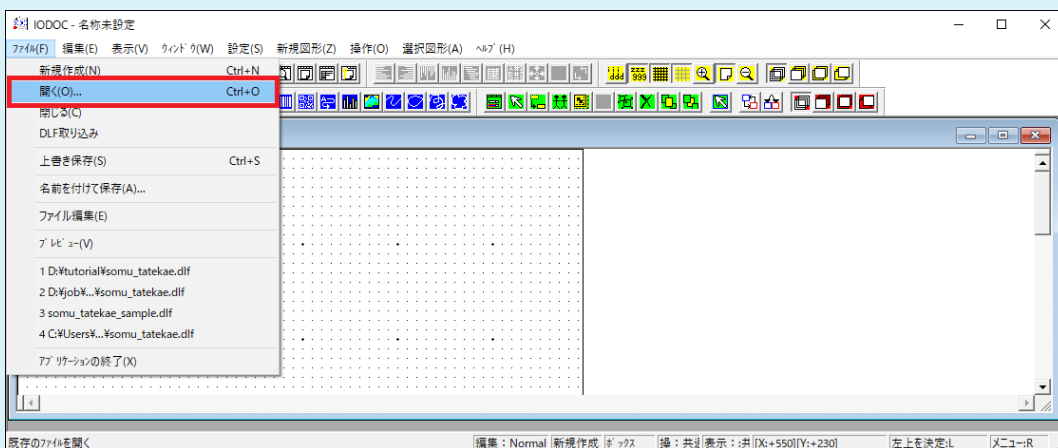 IODOC - 名称未設定
ファイル(F) 編集(E) 表示(V) ウィンドウ(W) 設定(S) 新規図形(Z) 操作(O) 選択図形(A) ヘルプ(H)
新規作成(N) Ctrl+N
開く(O)... Ctrl+O
閉じる(C)
DLF取り込み
上書き保存(S) Ctrl+S
名前を付けて保存(A)...
ファイル編集(E)
プレビュー(V)
1 D:¥tutorial¥somu_tatekae.dlf
2 D:¥job¥...¥somu_tatekae.dlf
3 somu_tatekae_sample.dlf
4 C:¥Users¥...¥somu_tatekae.dlf
アプリケーションの終了(X)
既存のファイルを開く 編集：Normal 新規作成 ボックス 操：共 表示：:共 [X:+550][Y:+230] 左上を決定:L メニュー:R